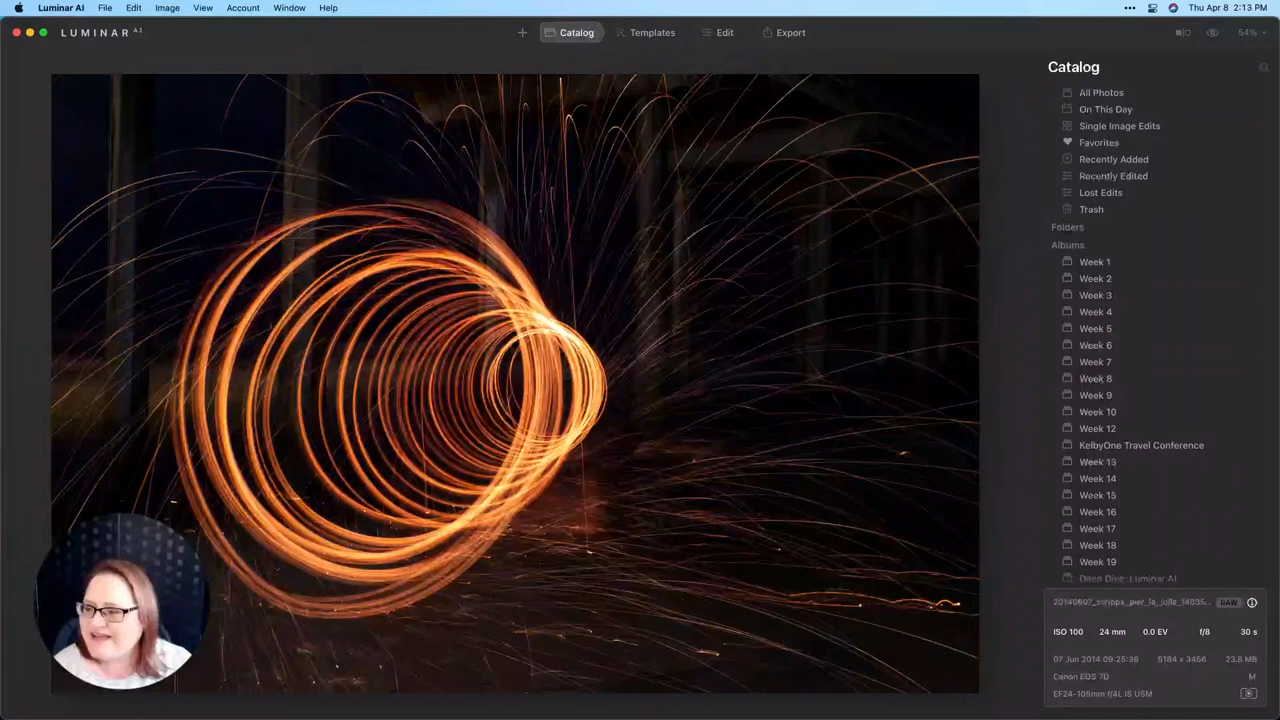 Luminar AI File Edit Image View Account Window Help
Thu Apr 8 2:13 PM
LUMINAR AI
Catalog Templates Edit Export
54%
Catalog
All Photos
On This Day
Single Image Edits
Favorites
Recently Added
Recently Edited
Lost Edits
Trash
Folders
Albums
Week 1
Week 2
Week 3
Week 4
Week 5
Week 6
Week 7
Week 8
Week 9
Week 10
Week 12
KelbyOne Travel Conference
Week 13
Week 14
Week 15
Week 16
Week 17
Week 18
Week 19
Deep Dive: Luminar AI
20140607_scripps_pier_la_jolla_14835... RAW
ISO 100 24 mm 0.0 EV f/8 30 s
07 Jun 2014 09:25:36 5184 x 3456 23.8 MB
Canon EOS 7D M
EF24-105mm f/4L IS USM